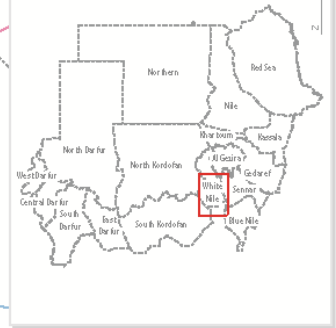 Z
Northern
Red Sea
Nile
Khartoum
Kassala
North Darfur
Al Gezira
North Kordofan
Gedaref
West Darfur
White
Nile
Sennar
Central Darfur
South
Darfur
East
Darfur
South Kordofan
Blue Nile